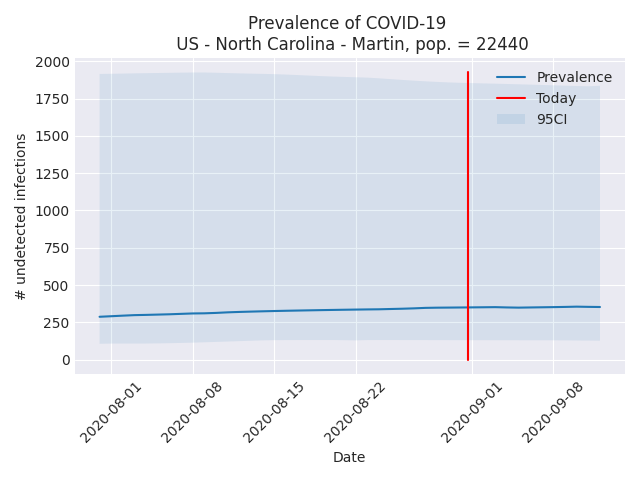 Prevalence of COVID-19
US - North Carolina - Martin, pop. = 22440
2000
1750
1500
1250
1000
750
500
250
0
# undetected infections
Prevalence
Today
95CI
2020-08-01
2020-08-08
2020-08-15
2020-08-22
2020-09-01
2020-09-08
Date